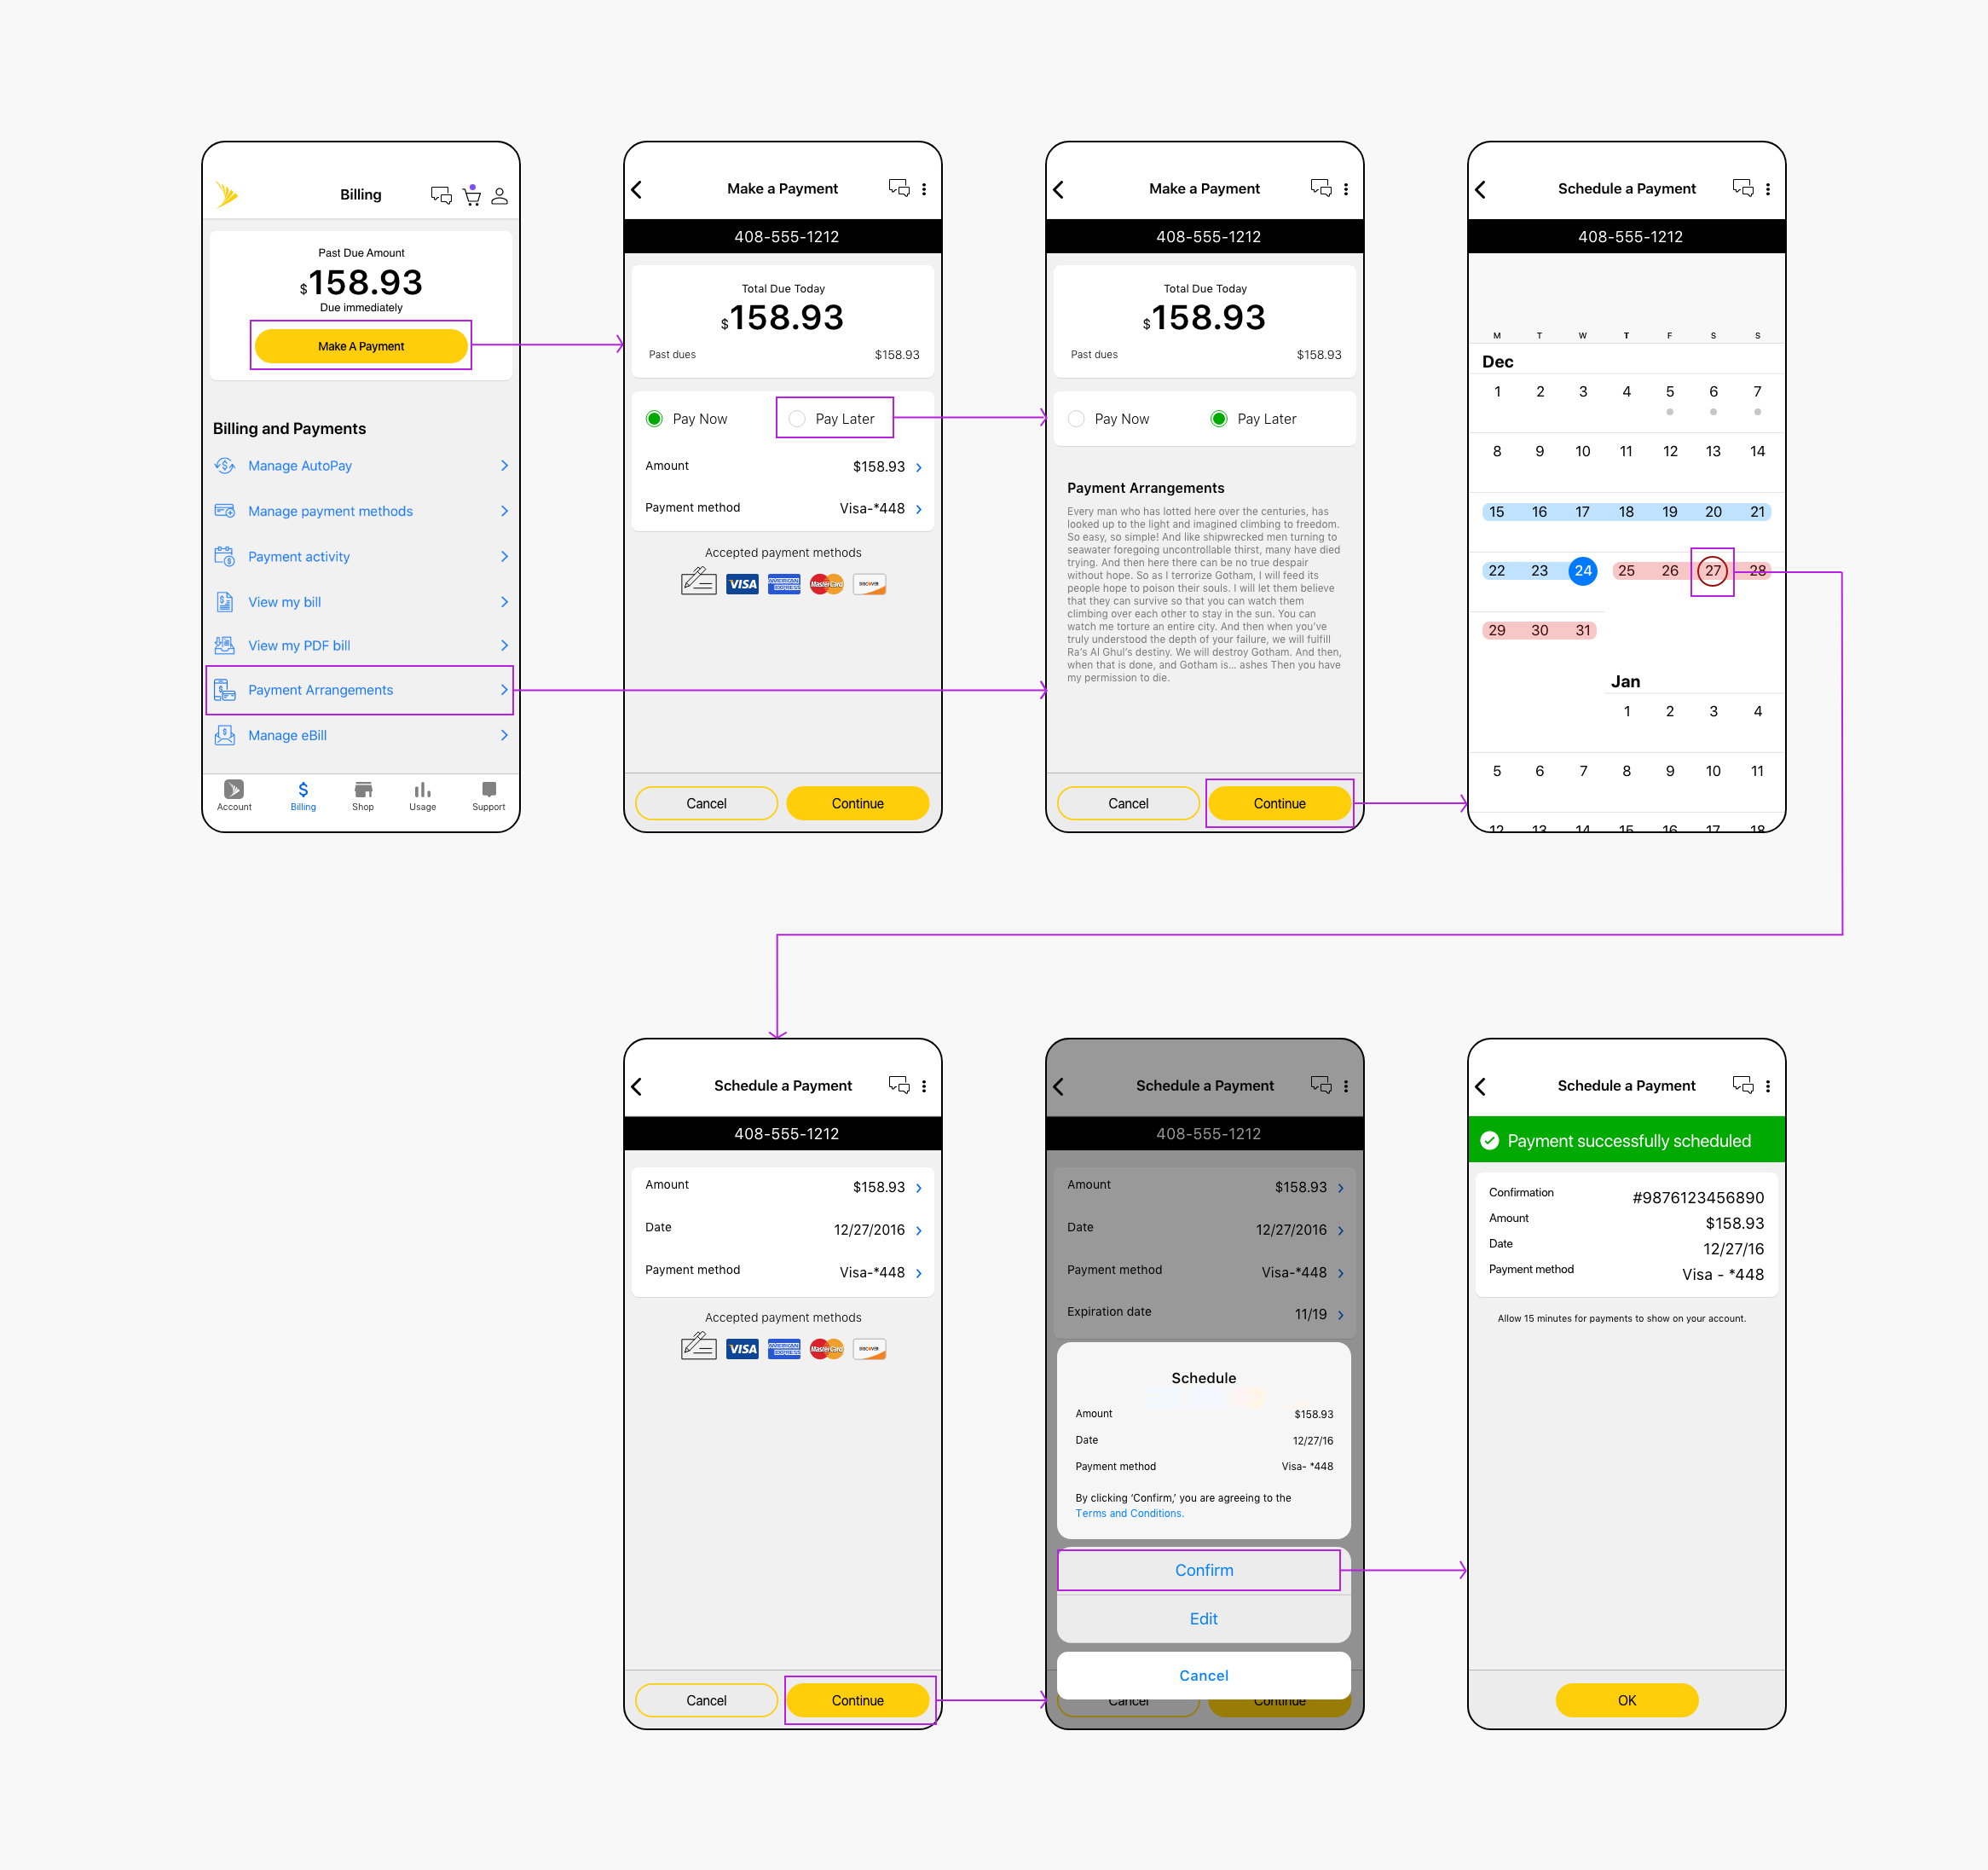 Billing
Past Due Amount
$158.93
Due immediately
Make A Payment
Billing and Payments
Manage AutoPay
Manage payment methods
Payment activity
View my bill
View my PDF bill
Payment Arrangements
Manage eBill
Account Billing Shop Usage Support
Make a Payment
408-555-1212
Total Due Today
$158.93
Past dues $158.93
Pay Now Pay Later
Amount $158.93
Payment method Visa-*448
Accepted payment methods
VISA AMERICAN EXPRESS MasterCard DISCOVER
Cancel Continue
Make a Payment
408-555-1212
Total Due Today
$158.93
Past dues $158.93
Pay Now Pay Later
Payment Arrangements
Every man who has lotted here over the centuries, has
looked up to the light and imagined climbing to freedom.
So easy, so simple! And like shipwrecked men turning to
seawater foregoing uncontrollable thirst, many have died
trying. And then here there can be no true despair
without hope. So as I terrorize Gotham, I will feed its
people hope to poison their souls. I will let them believe
that they can survive so that you can watch them
climbing over each other to stay in the sun. You can
watch me torture an entire city. And then when you’ve
truly understood the depth of your failure, we will fulfill
Ra’s Al Ghul’s destiny. We will destroy Gotham. And then,
when that is done, and Gotham is... ashes Then you have
my permission to die.
Cancel Continue
Schedule a Payment
408-555-1212
M T W T F S S
Dec
1 2 3 4 5 6 7
8 9 10 11 12 13 14
15 16 17 18 19 20 21
22 23 24 25 26 27 28
29 30 31
Jan
1 2 3 4
5 6 7 8 9 10 11
12 13 14 15 16 17 18
Schedule a Payment
408-555-1212
Amount $158.93
Date 12/27/2016
Payment method Visa-*448
Accepted payment methods
VISA AMERICAN EXPRESS MasterCard DISCOVER
Cancel Continue
Schedule a Payment
408-555-1212
Amount $158.93
Date 12/27/2016
Payment method Visa-*448
Expiration date 11/19
Schedule
Amount $158.93
Date 12/27/16
Payment method Visa- *448
By clicking ‘Confirm,’ you are agreeing to the
Terms and Conditions.
Confirm
Edit
Cancel
Cancel Continue
Schedule a Payment
Payment successfully scheduled
Confirmation #9876123456890
Amount $158.93
Date 12/27/16
Payment method Visa - *448
Allow 15 minutes for payments to show on your account.
OK